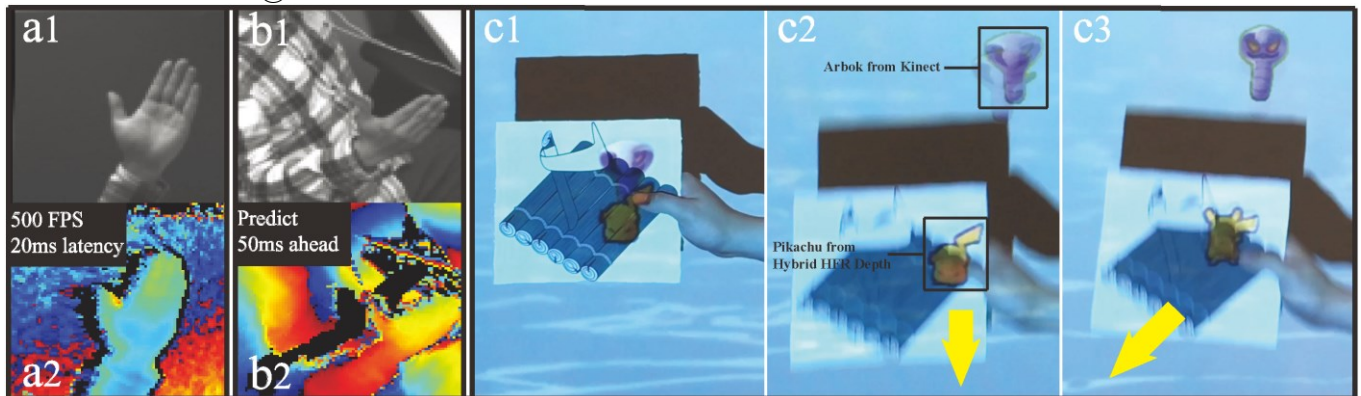 a1
b1
c1
c2
c3
Arbok from Kinect
500 FPS
20ms latency
Predict
50ms ahead
Pikachu from
Hybrid HFR Depth
a2
b2